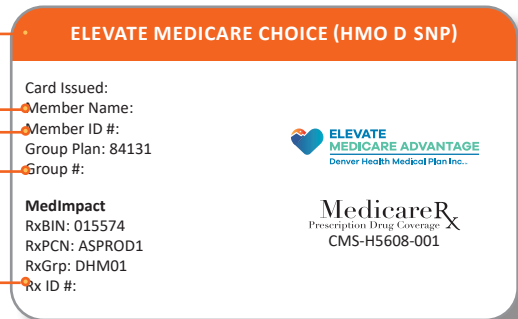 ELEVATE MEDICARE CHOICE (HMO D SNP)
Card Issued:
Member Name:
Member ID #:
Group Plan: 84131
Group #:
MedImpact
RxBIN: 015574
RxPCN: ASPROD1
RxGrp: DHM01
Rx ID #:
ELEVATE
MEDICARE ADVANTAGE
Denver Health Medical Plan Inc..
MedicareRx
Prescription Drug Coverage
CMS-H5608-001